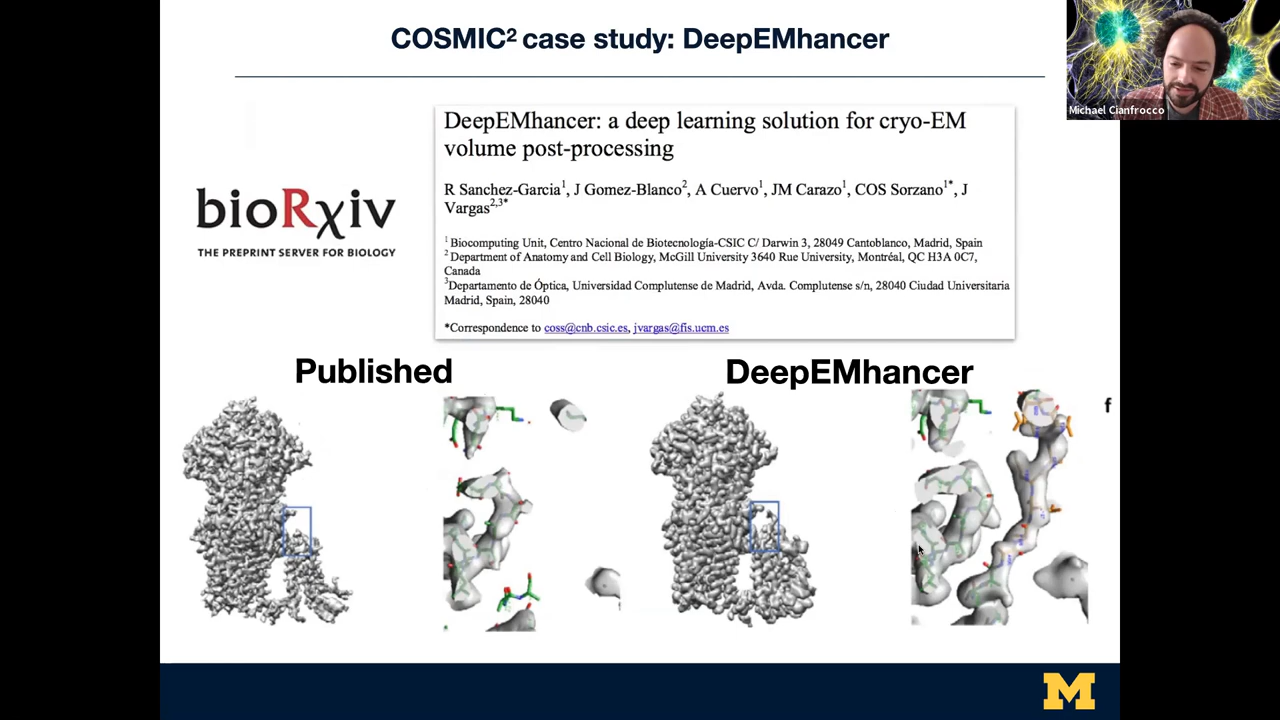 COSMIC² case study: DeepEMhancer
Michael Cianfrocco
DeepEMhancer: a deep learning solution for cryo-EM
volume post-processing
R Sanchez-Garcia¹, J Gomez-Blanco², A Cuervo¹, JM Carazo¹, COS Sorzano¹*, J
Vargas²,³*
bioRχiv
THE PREPRINT SERVER FOR BIOLOGY
¹ Biocomputing Unit, Centro Nacional de Biotecnología-CSIC C/ Darwin 3, 28049 Cantoblanco, Madrid, Spain
² Department of Anatomy and Cell Biology, McGill University 3640 Rue University, Montréal, QC H3A 0C7,
Canada
³Departamento de Óptica, Universidad Complutense de Madrid, Avda. Complutense s/n, 28040 Ciudad Universitaria
Madrid, Spain, 28040
*Correspondence to coss@cnb.csic.es, jvargas@fis.ucm.es
Published
DeepEMhancer
f
M